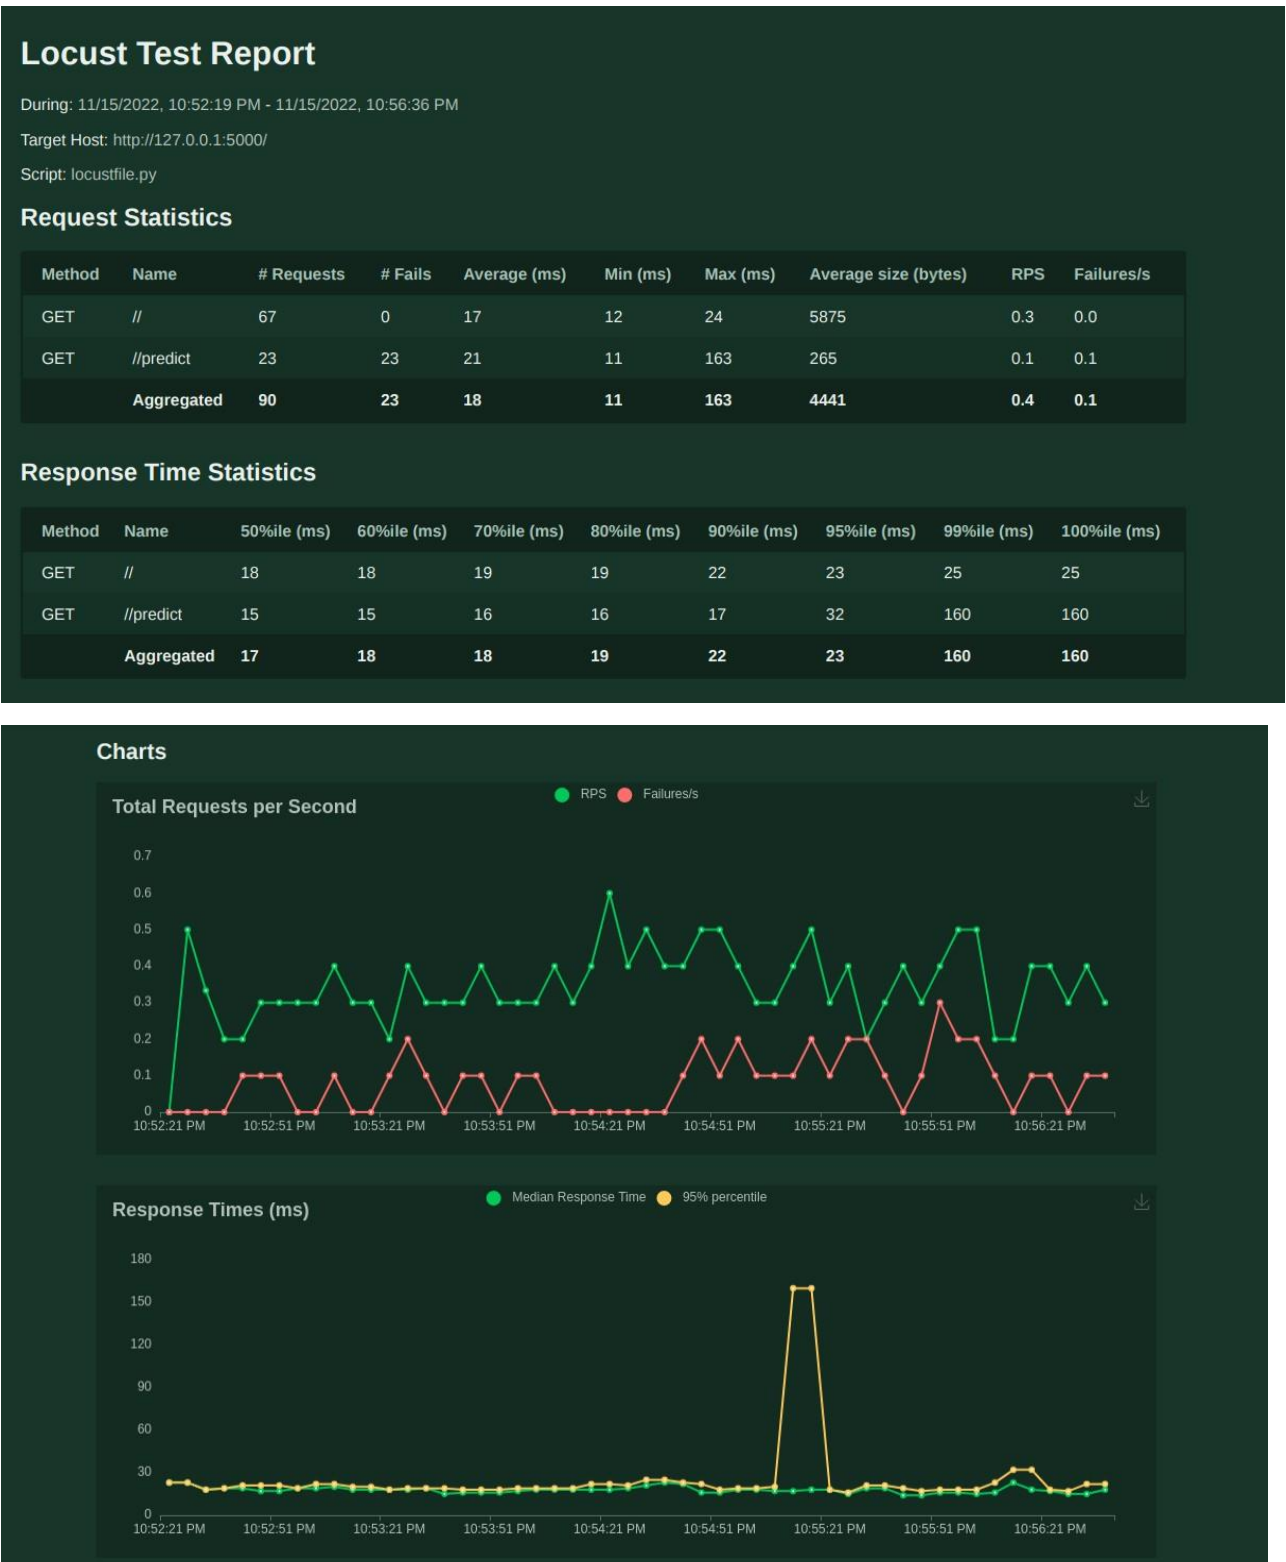 Locust Test Report
During: 11/15/2022, 10:52:19 PM - 11/15/2022, 10:56:36 PM
Target Host: http://127.0.0.1:5000/
Script: locustfile.py
Request Statistics
Method Name # Requests # Fails Average (ms) Min (ms) Max (ms) Average size (bytes) RPS Failures/s
GET // 67 0 17 12 24 5875 0.3 0.0
GET //predict 23 23 21 11 163 265 0.1 0.1
Aggregated 90 23 18 11 163 4441 0.4 0.1
Response Time Statistics
Method Name 50%ile (ms) 60%ile (ms) 70%ile (ms) 80%ile (ms) 90%ile (ms) 95%ile (ms) 99%ile (ms) 100%ile (ms)
GET // 18 18 19 19 22 23 25 25
GET //predict 15 15 16 16 17 32 160 160
Aggregated 17 18 18 19 22 23 160 160
Charts
Total Requests per Second
RPS Failures/s
0.7
0.6
0.5
0.4
0.3
0.2
0.1
0
10:52:21 PM 10:52:51 PM 10:53:21 PM 10:53:51 PM 10:54:21 PM 10:54:51 PM 10:55:21 PM 10:55:51 PM 10:56:21 PM
Response Times (ms)
Median Response Time 95% percentile
180
150
120
90
60
30
0
10:52:21 PM 10:52:51 PM 10:53:21 PM 10:53:51 PM 10:54:21 PM 10:54:51 PM 10:55:21 PM 10:55:51 PM 10:56:21 PM